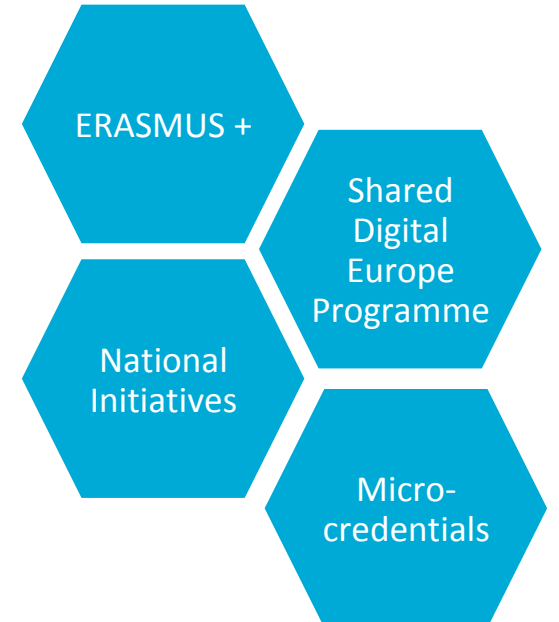 ERASMUS +
Shared
Digital
Europe
Programme
National
Initiatives
Micro-
credentials